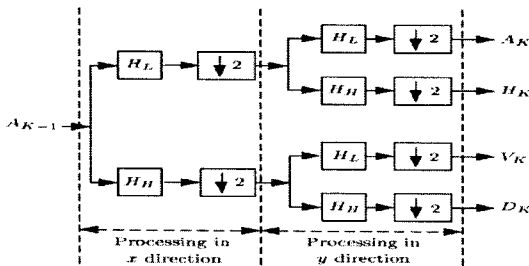 H_L ↓ 2 A_K
H_L ↓ 2
H_H ↓ 2 H_K
A_{K-1}
H_L ↓ 2 V_K
H_H ↓ 2
H_H ↓ 2 D_K
Processing in
x direction
Processing in
y direction